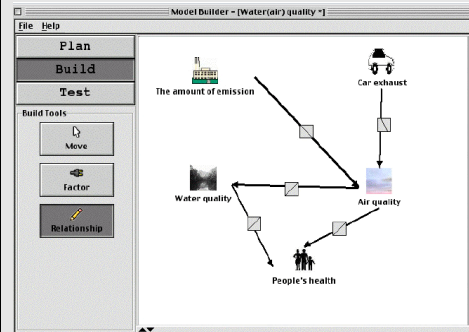 Model Builder - [Water(air) quality *]
File Help
Plan
Build
Test
Build Tools
Move
Factor
Relationship
The amount of emission
Car exhaust
Water quality
Air quality
People's health